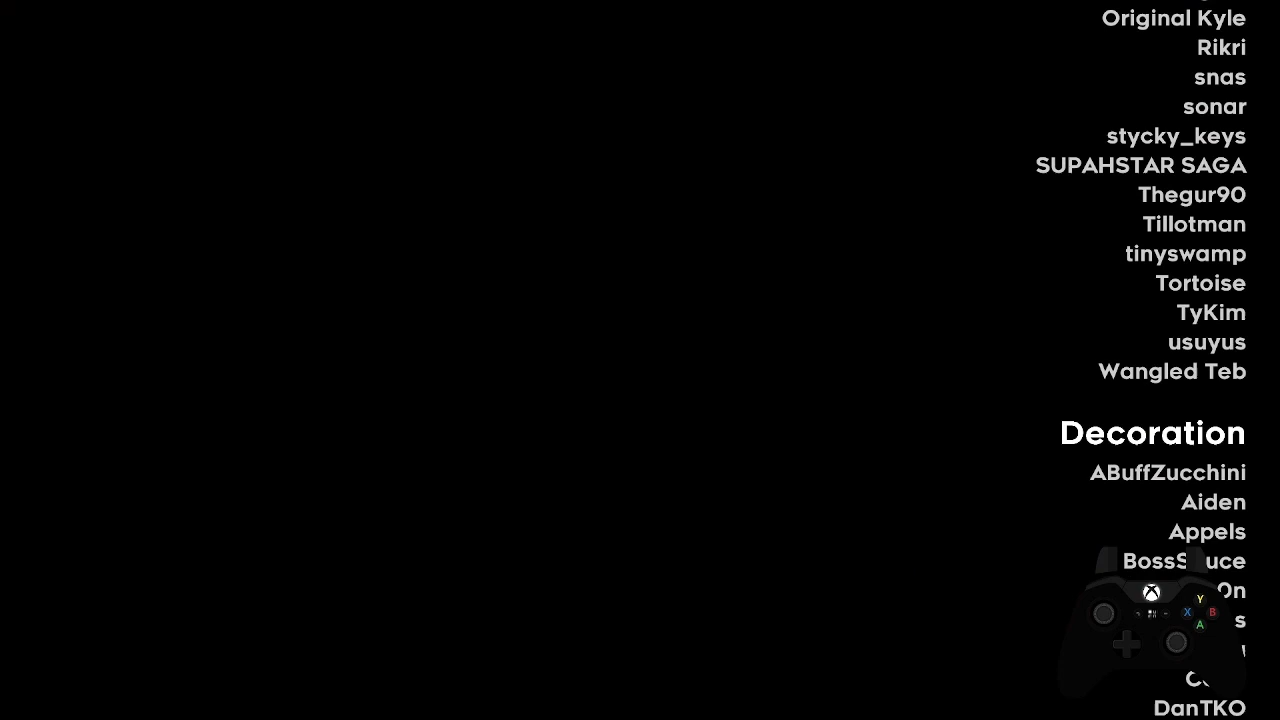 Original Kyle
Rikri
snas
sonar
stycky_keys
SUPAHSTAR SAGA
Thegur90
Tillotman
tinyswamp
Tortoise
TyKim
usuyus
Wangled Teb
Decoration
ABuffZucchini
Aiden
Appels
Y
X
B
A
DanTKO